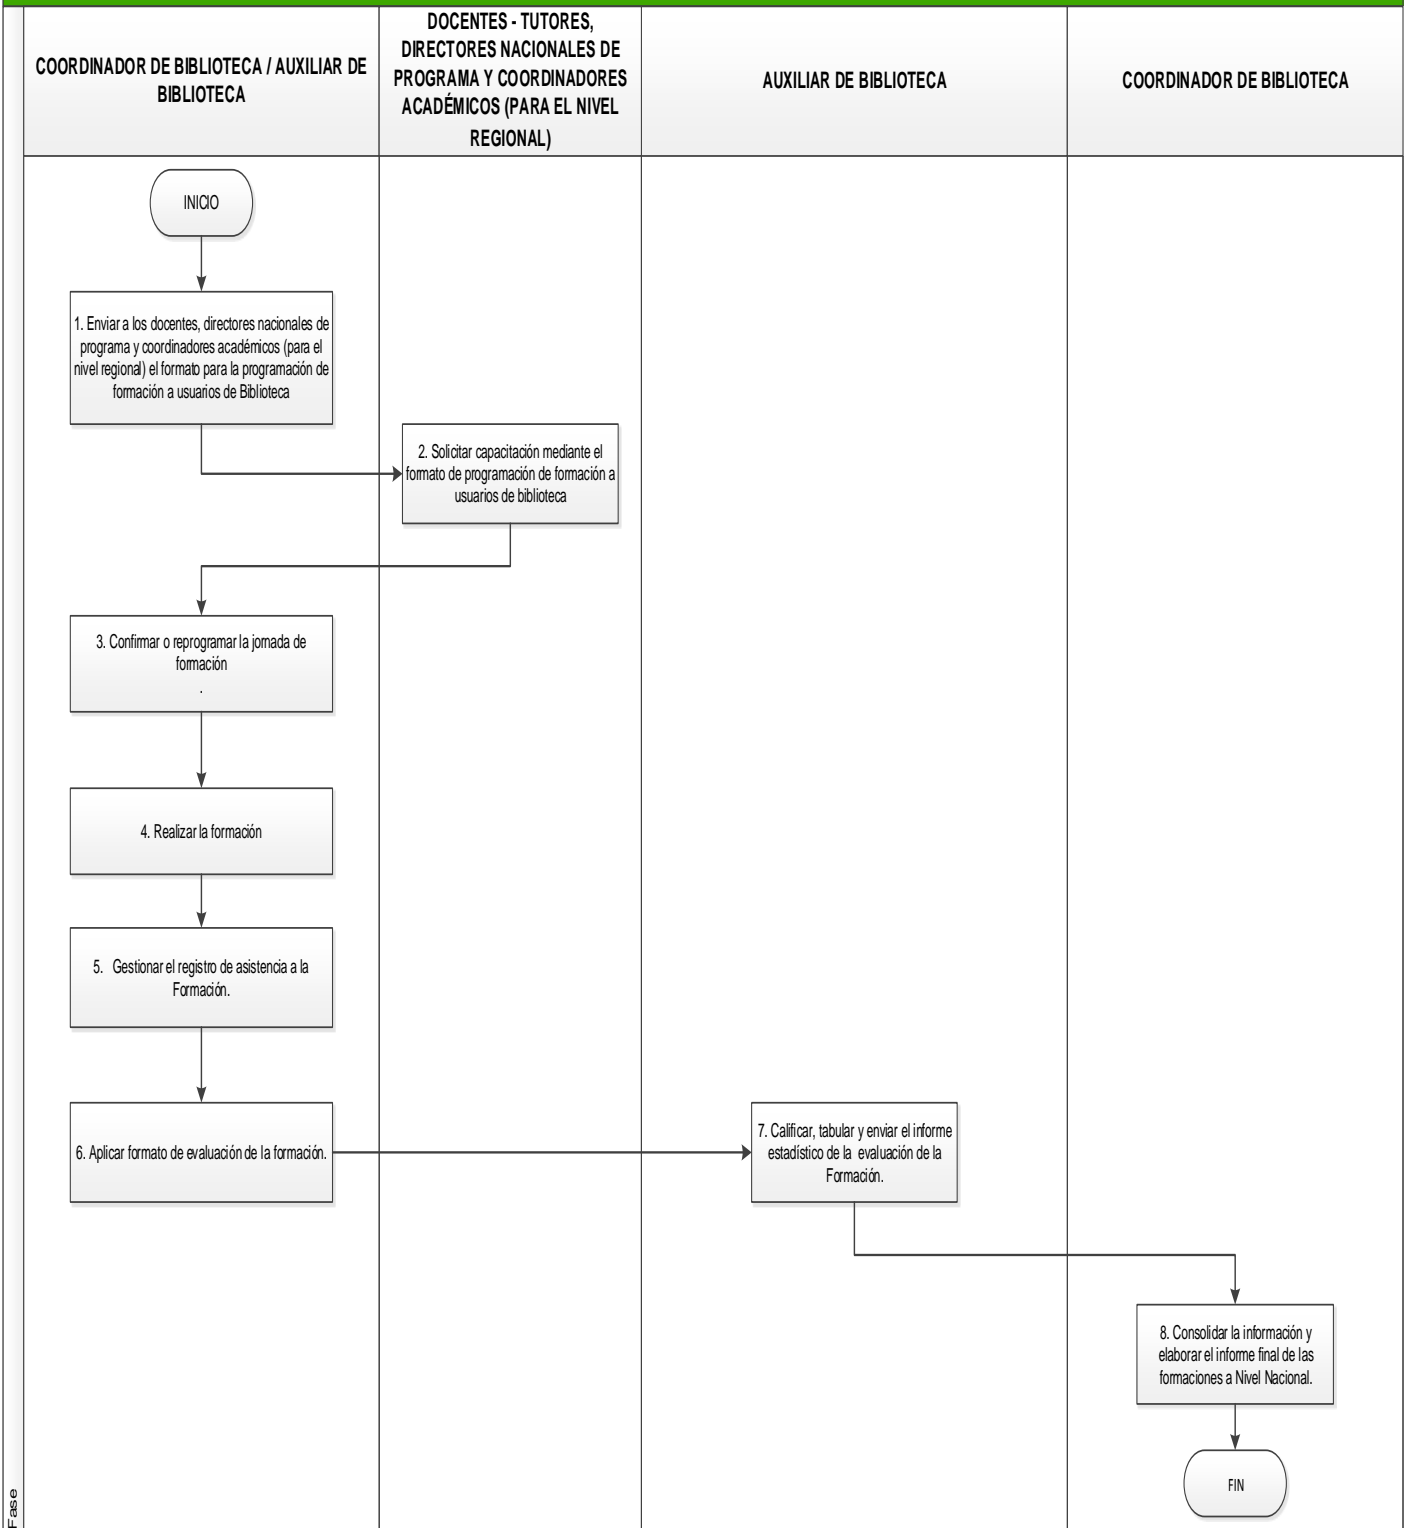 COORDINADOR DE BIBLIOTECA / AUXILIAR DE
BIBLIOTECA
DOCENTES - TUTORES,
DIRECTORES NACIONALES DE
PROGRAMA Y COORDINADORES
ACADÉMICOS (PARA EL NIVEL
REGIONAL)
AUXILIAR DE BIBLIOTECA
COORDINADOR DE BIBLIOTECA
INICIO
1. Enviar a los docentes, directores nacionales de
programa y coordinadores académicos (para el
nivel regional) el formato para la programación de
formación a usuarios de Biblioteca
2. Solicitar capacitación mediante el
formato de programación de formación a
usuarios de biblioteca
3. Confirmar o reprogramar la jornada de
formación
.
4. Realizar la formación
5. Gestionar el registro de asistencia a la
Formación.
6. Aplicar formato de evaluación de la formación.
7. Calificar, tabular y enviar el informe
estadístico de la evaluación de la
Formación.
8. Consolidar la información y
elaborar el informe final de las
formaciones a Nivel Nacional.
FIN
Fase